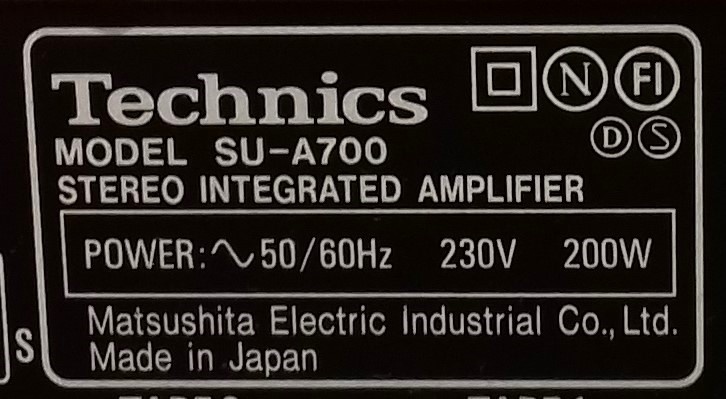 Technics
N FI
D S
MODEL SU-A700
STEREO INTEGRATED AMPLIFIER
POWER:∿50/60Hz 230V 200W
Matsushita Electric Industrial Co., Ltd.
Made in Japan
S